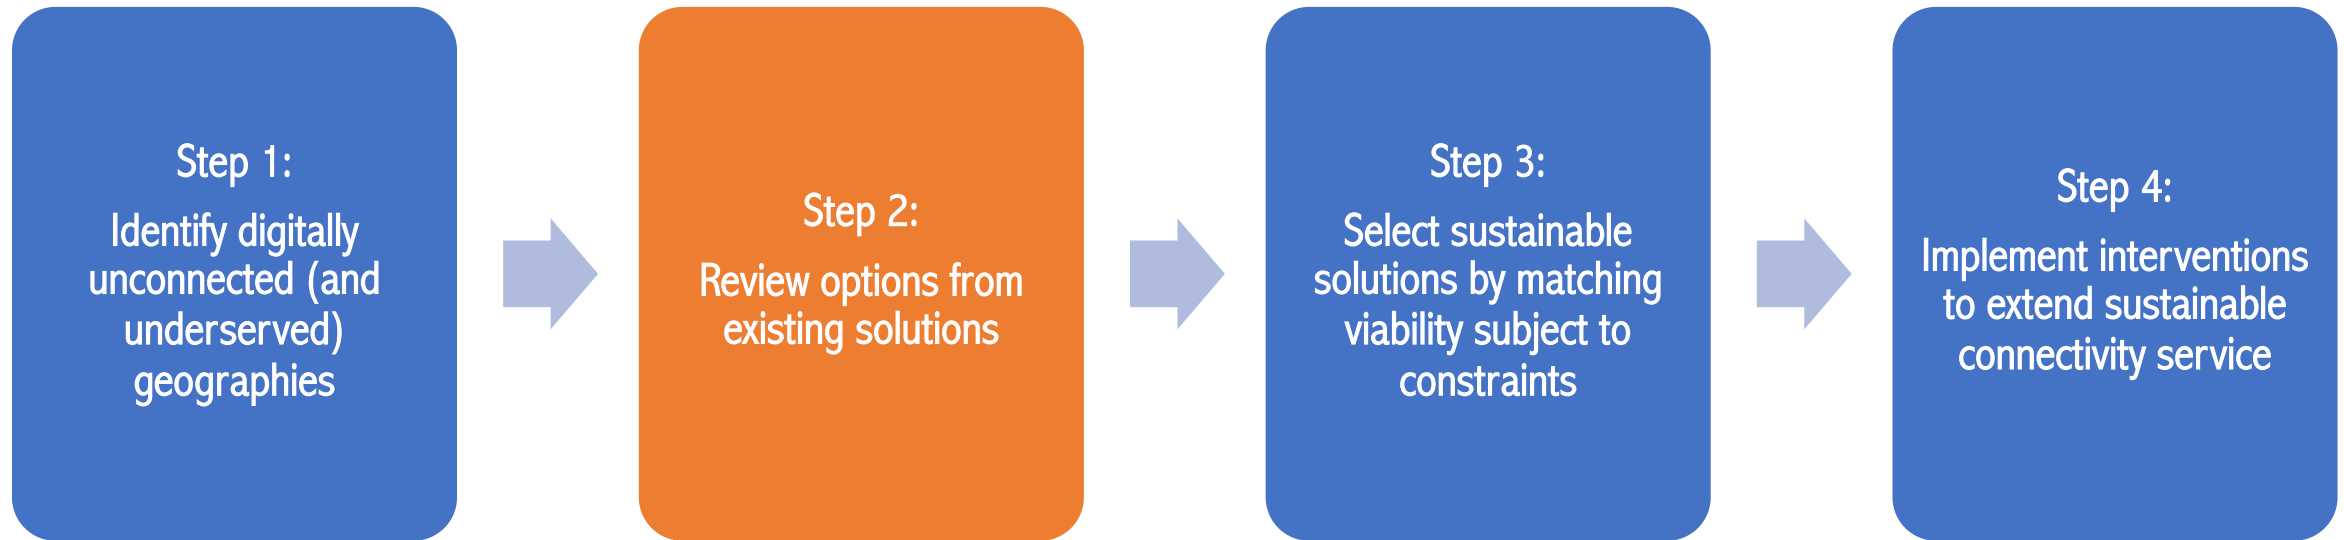 Step 1:
Identify digitally
unconnected (and
underserved)
geographies
Step 2:
Review options from
existing solutions
Step 3:
Select sustainable
solutions by matching
viability subject to
constraints
Step 4:
Implement interventions
to extend sustainable
connectivity service